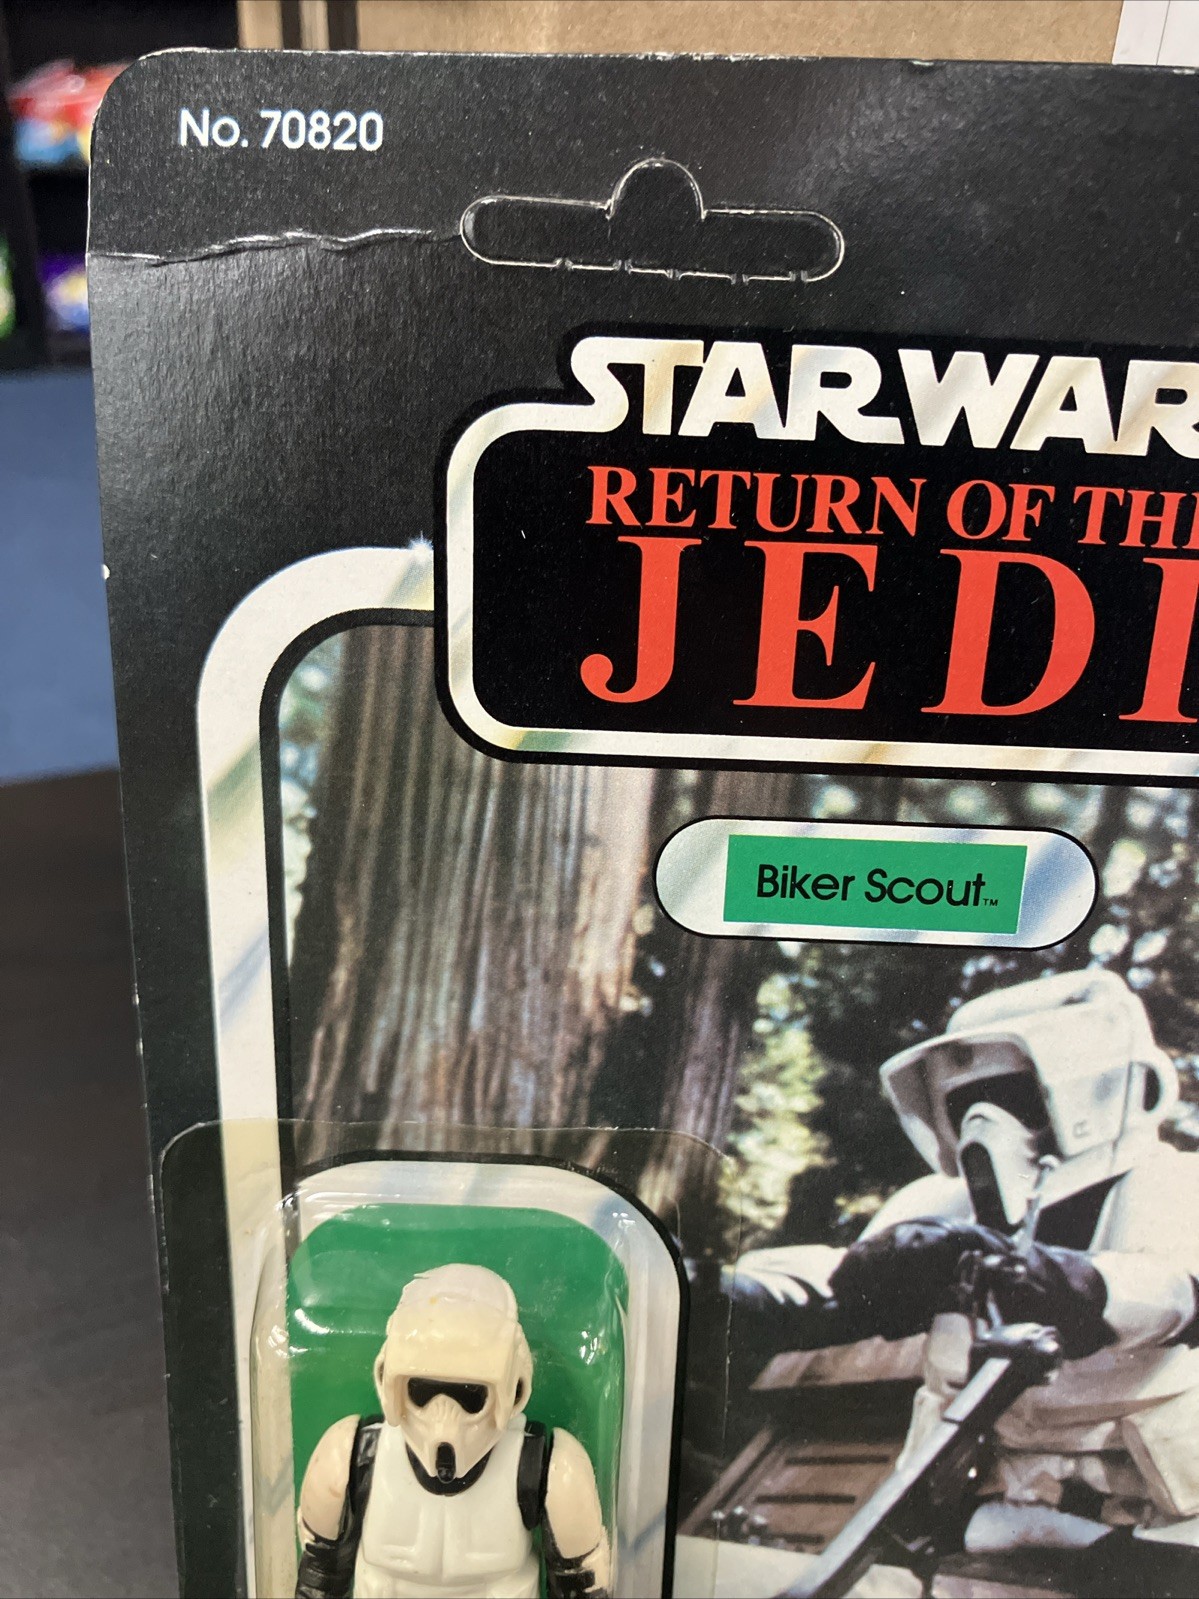 No. 70820
STAR WAR
RETURN OF TH
JEDI
Biker Scout™